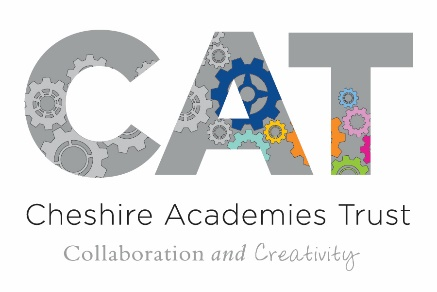 CAT
Cheshire Academies Trust
Collaboration and Creativity